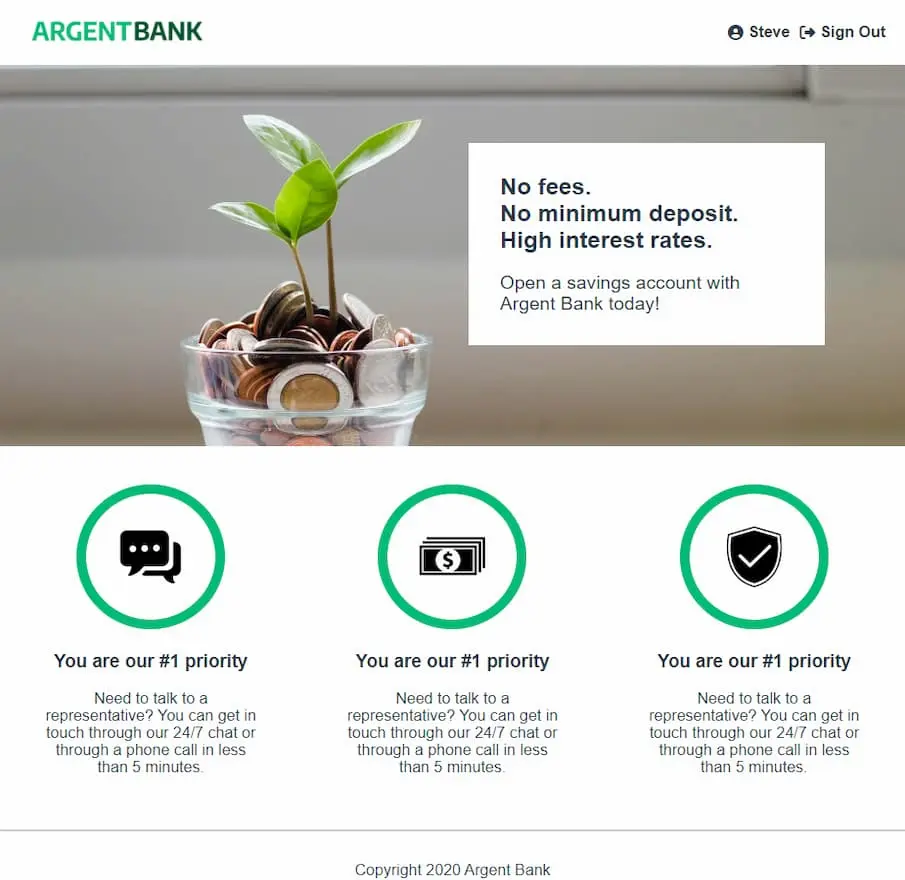 ARGENTBANK
Steve Sign Out
No fees.
No minimum deposit.
High interest rates.
Open a savings account with
Argent Bank today!
$
You are our #1 priority
Need to talk to a
representative? You can get in
touch through our 24/7 chat or
through a phone call in less
than 5 minutes.
You are our #1 priority
Need to talk to a
representative? You can get in
touch through our 24/7 chat or
through a phone call in less
than 5 minutes.
You are our #1 priority
Need to talk to a
representative? You can get in
touch through our 24/7 chat or
through a phone call in less
than 5 minutes.
Copyright 2020 Argent Bank